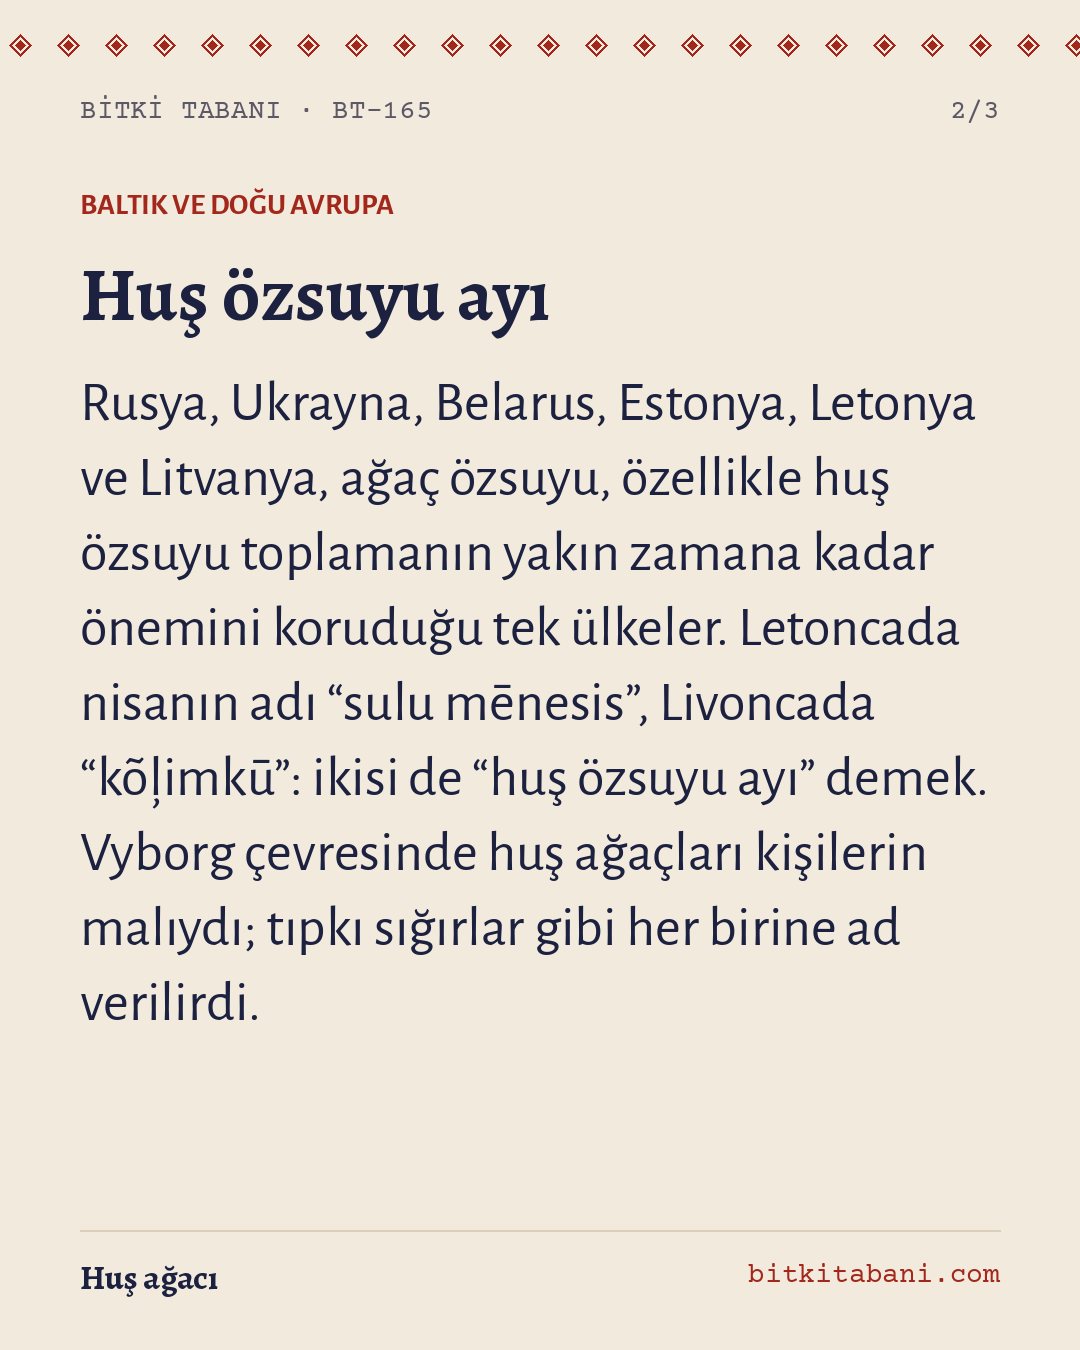 BİTKİ TABANI · BT-165
2/3
BALTIK VE DOĞU AVRUPA
Huş özsuyu ayı
Rusya, Ukrayna, Belarus, Estonya, Letonya
ve Litvanya, ağaç özsuyu, özellikle huş
özsuyu toplamanın yakın zamana kadar
önemini koruduğu tek ülkeler. Letoncada
nisanın adı “sulu mēnesis”, Livoncada
“kõļimkū”: ikisi de “huş özsuyu ayı” demek.
Vyborg çevresinde huş ağaçları kişilerin
malıydı; tıpkı sığırlar gibi her birine ad
verilirdi.
Huş ağacı
bitkitabani.com